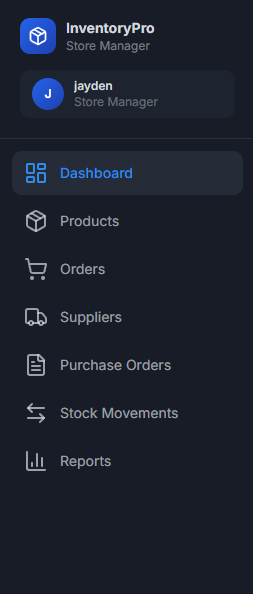 InventoryPro
Store Manager
J
jayden
Store Manager
Dashboard
Products
Orders
Suppliers
Purchase Orders
Stock Movements
Reports